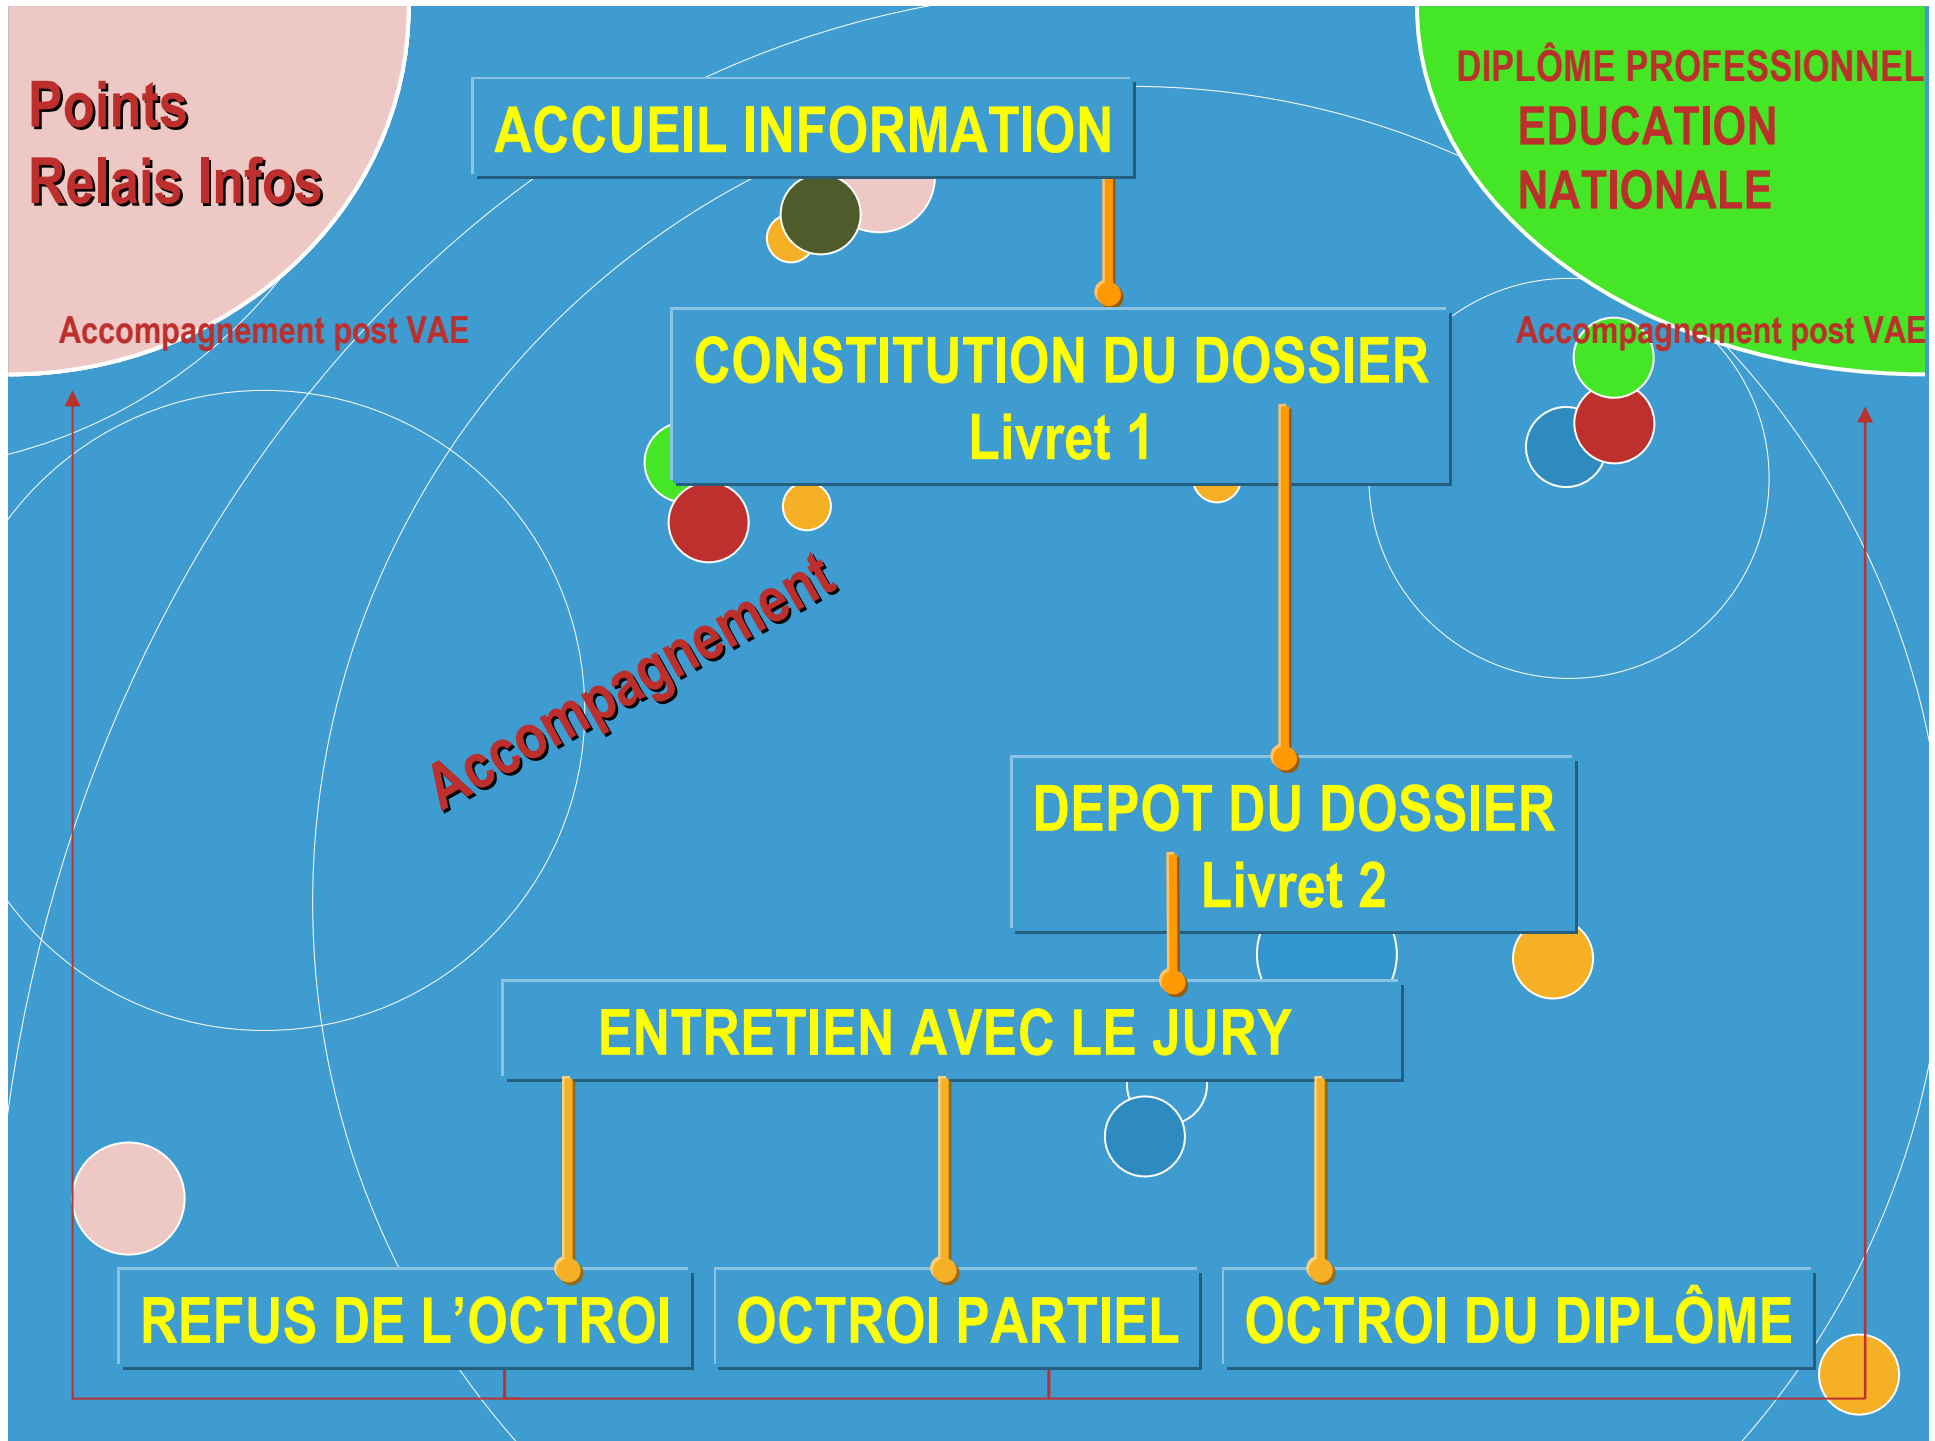 Points
Relais Infos
ACCUEIL INFORMATION
DIPLÔME PROFESSIONNEL
EDUCATION
NATIONALE
Accompagnement post VAE
CONSTITUTION DU DOSSIER
Livret 1
Accompagnement post VAE
Accompagnement
DEPOT DU DOSSIER
Livret 2
ENTRETIEN AVEC LE JURY
REFUS DE L’OCTROI
OCTROI PARTIEL
OCTROI DU DIPLÔME